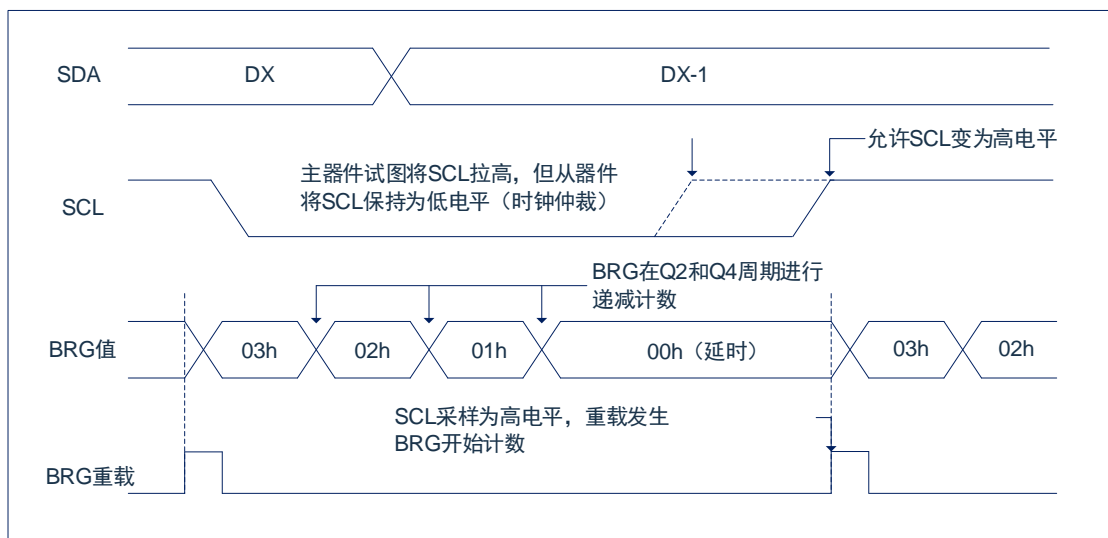 SDA
DX
DX-1
允许SCL变为高电平
主器件试图将SCL拉高，但从器件
将SCL保持为低电平（时钟仲裁）
SCL
BRG在Q2和Q4周期进行
递减计数
BRG值
03h
02h
01h
00h（延时）
03h
02h
SCL采样为高电平，重载发生
BRG开始计数
BRG重载